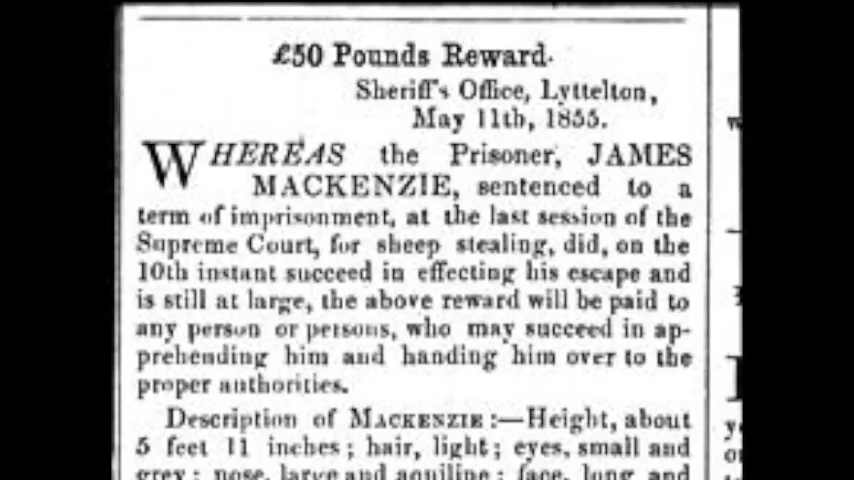 £50 Pounds Reward.
Sheriff's Office, Lyttelton,
May 11th, 1855.
WHEREAS the Prisoner, JAMES
MACKENZIE, sentenced to a
term of imprisonment, at the last session of the
Supreme Court, for sheep stealing, did, on the
10th instant succeed in effecting his escape and
is still at large, the above reward will be paid to
any person or persons, who may succeed in ap-
prehending him and handing him over to the
proper authorities.
Description of MACKENZIE:—Height, about
5 feet 11 inches; hair, light; eyes, small and
grey; nose, large and aquiline; face, long and